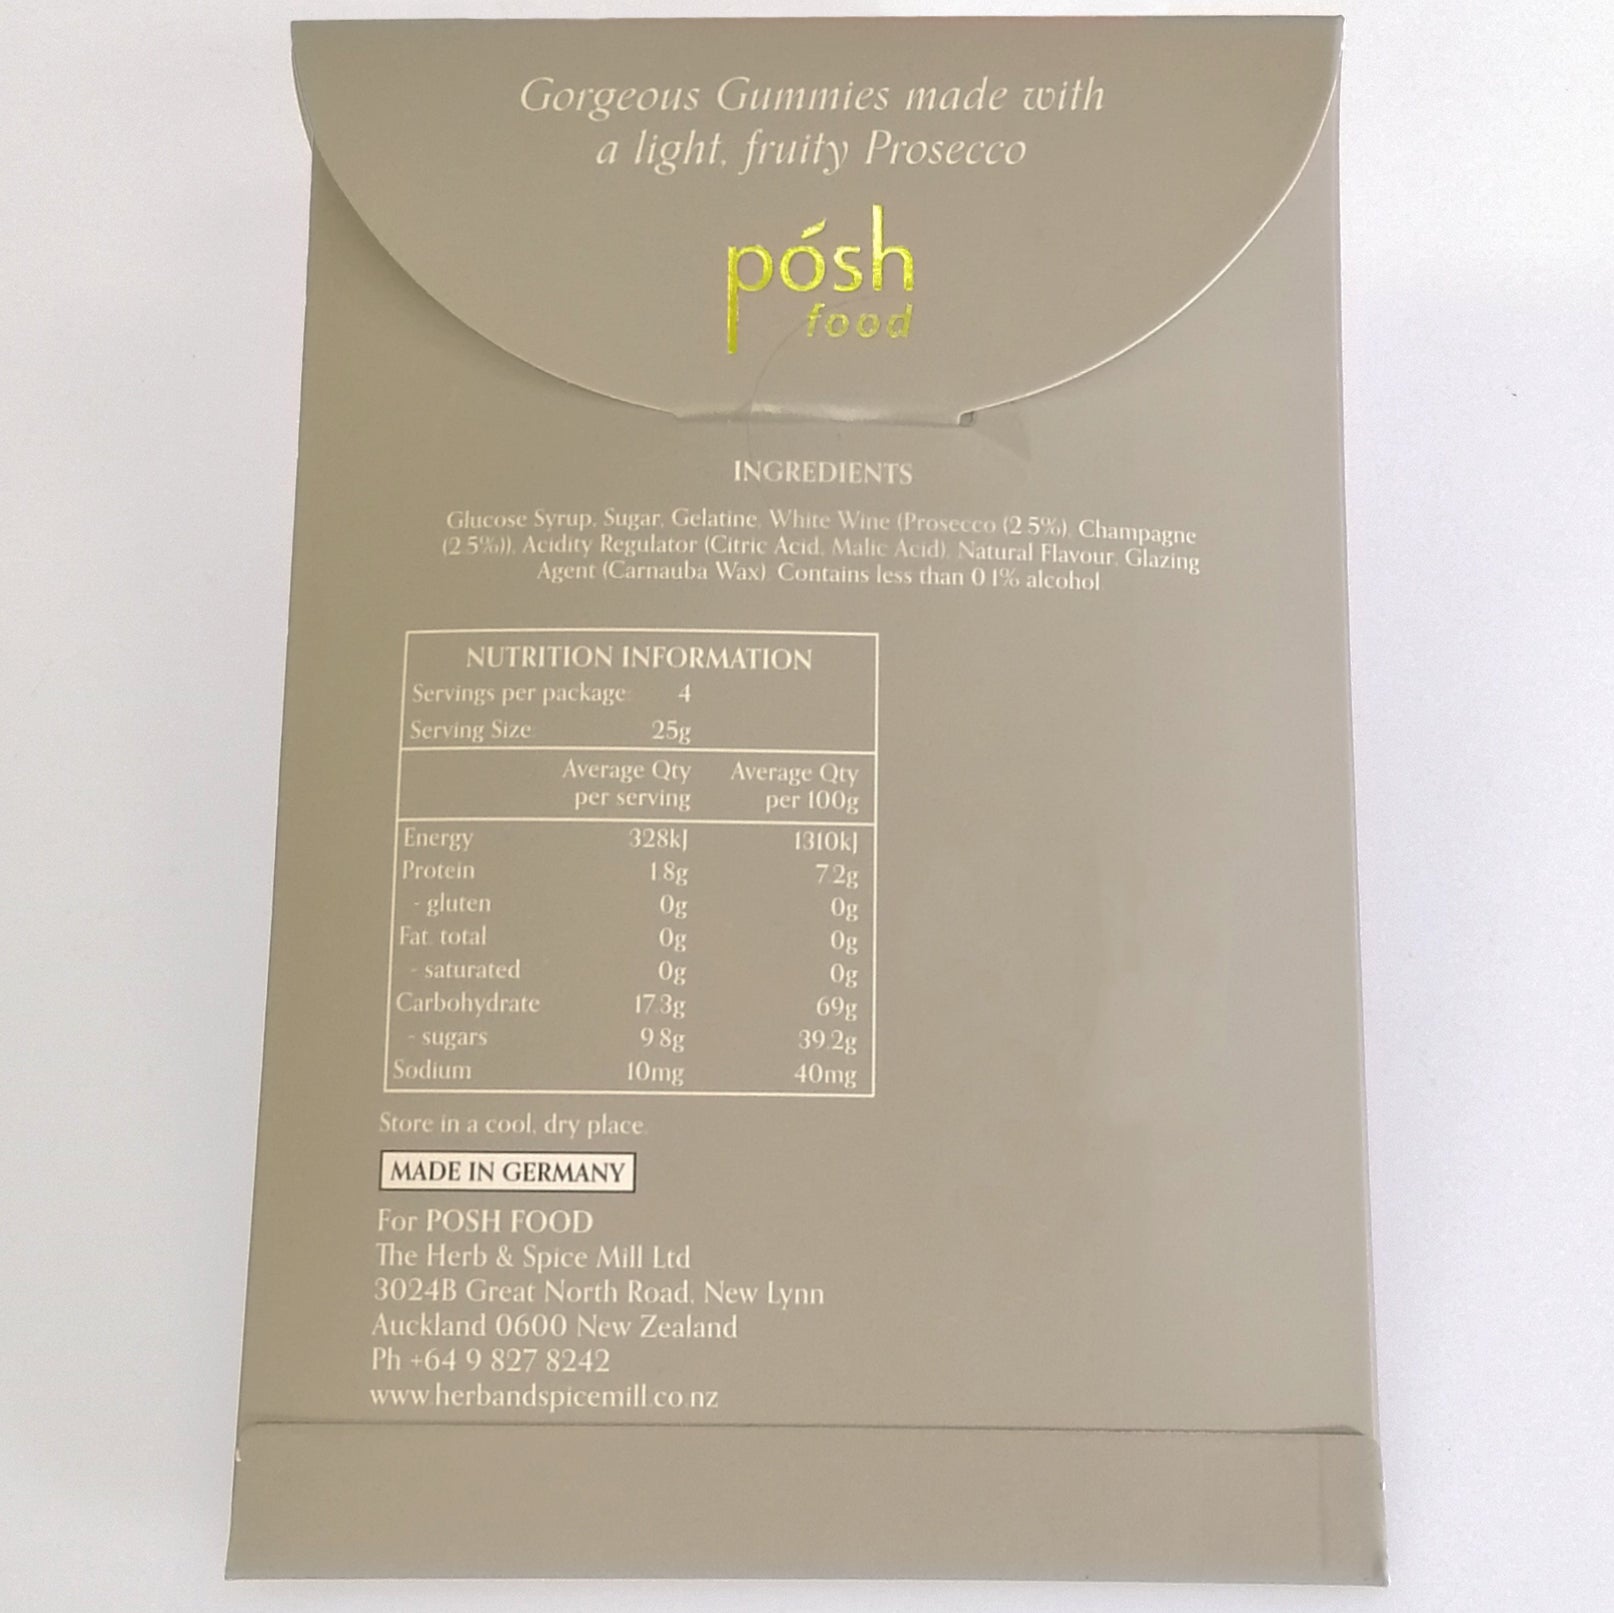 Gorgeous Gummies made with
a light, fruity Prosecco
pósh
food
INGREDIENTS
Glucose Syrup, Sugar, Gelatine, White Wine (Prosecco (2.5%), Champagne
(2.5%)), Acidity Regulator (Citric Acid, Malic Acid), Natural Flavour, Glazing
Agent (Carnauba Wax). Contains less than 0.1% alcohol
NUTRITION INFORMATION
Servings per package: 4
Serving Size: 25g
Average Qty Average Qty
per serving per 100g
Energy 328kJ 1310kJ
Protein 1.8g 7.2g
- gluten 0g 0g
Fat, total 0g 0g
- saturated 0g 0g
Carbohydrate 17.3g 69g
- sugars 9.8g 39.2g
Sodium 10mg 40mg
Store in a cool, dry place.
MADE IN GERMANY
For POSH FOOD
The Herb & Spice Mill Ltd
3024B Great North Road, New Lynn
Auckland 0600 New Zealand
Ph +64 9 827 8242
www.herbandspicemill.co.nz